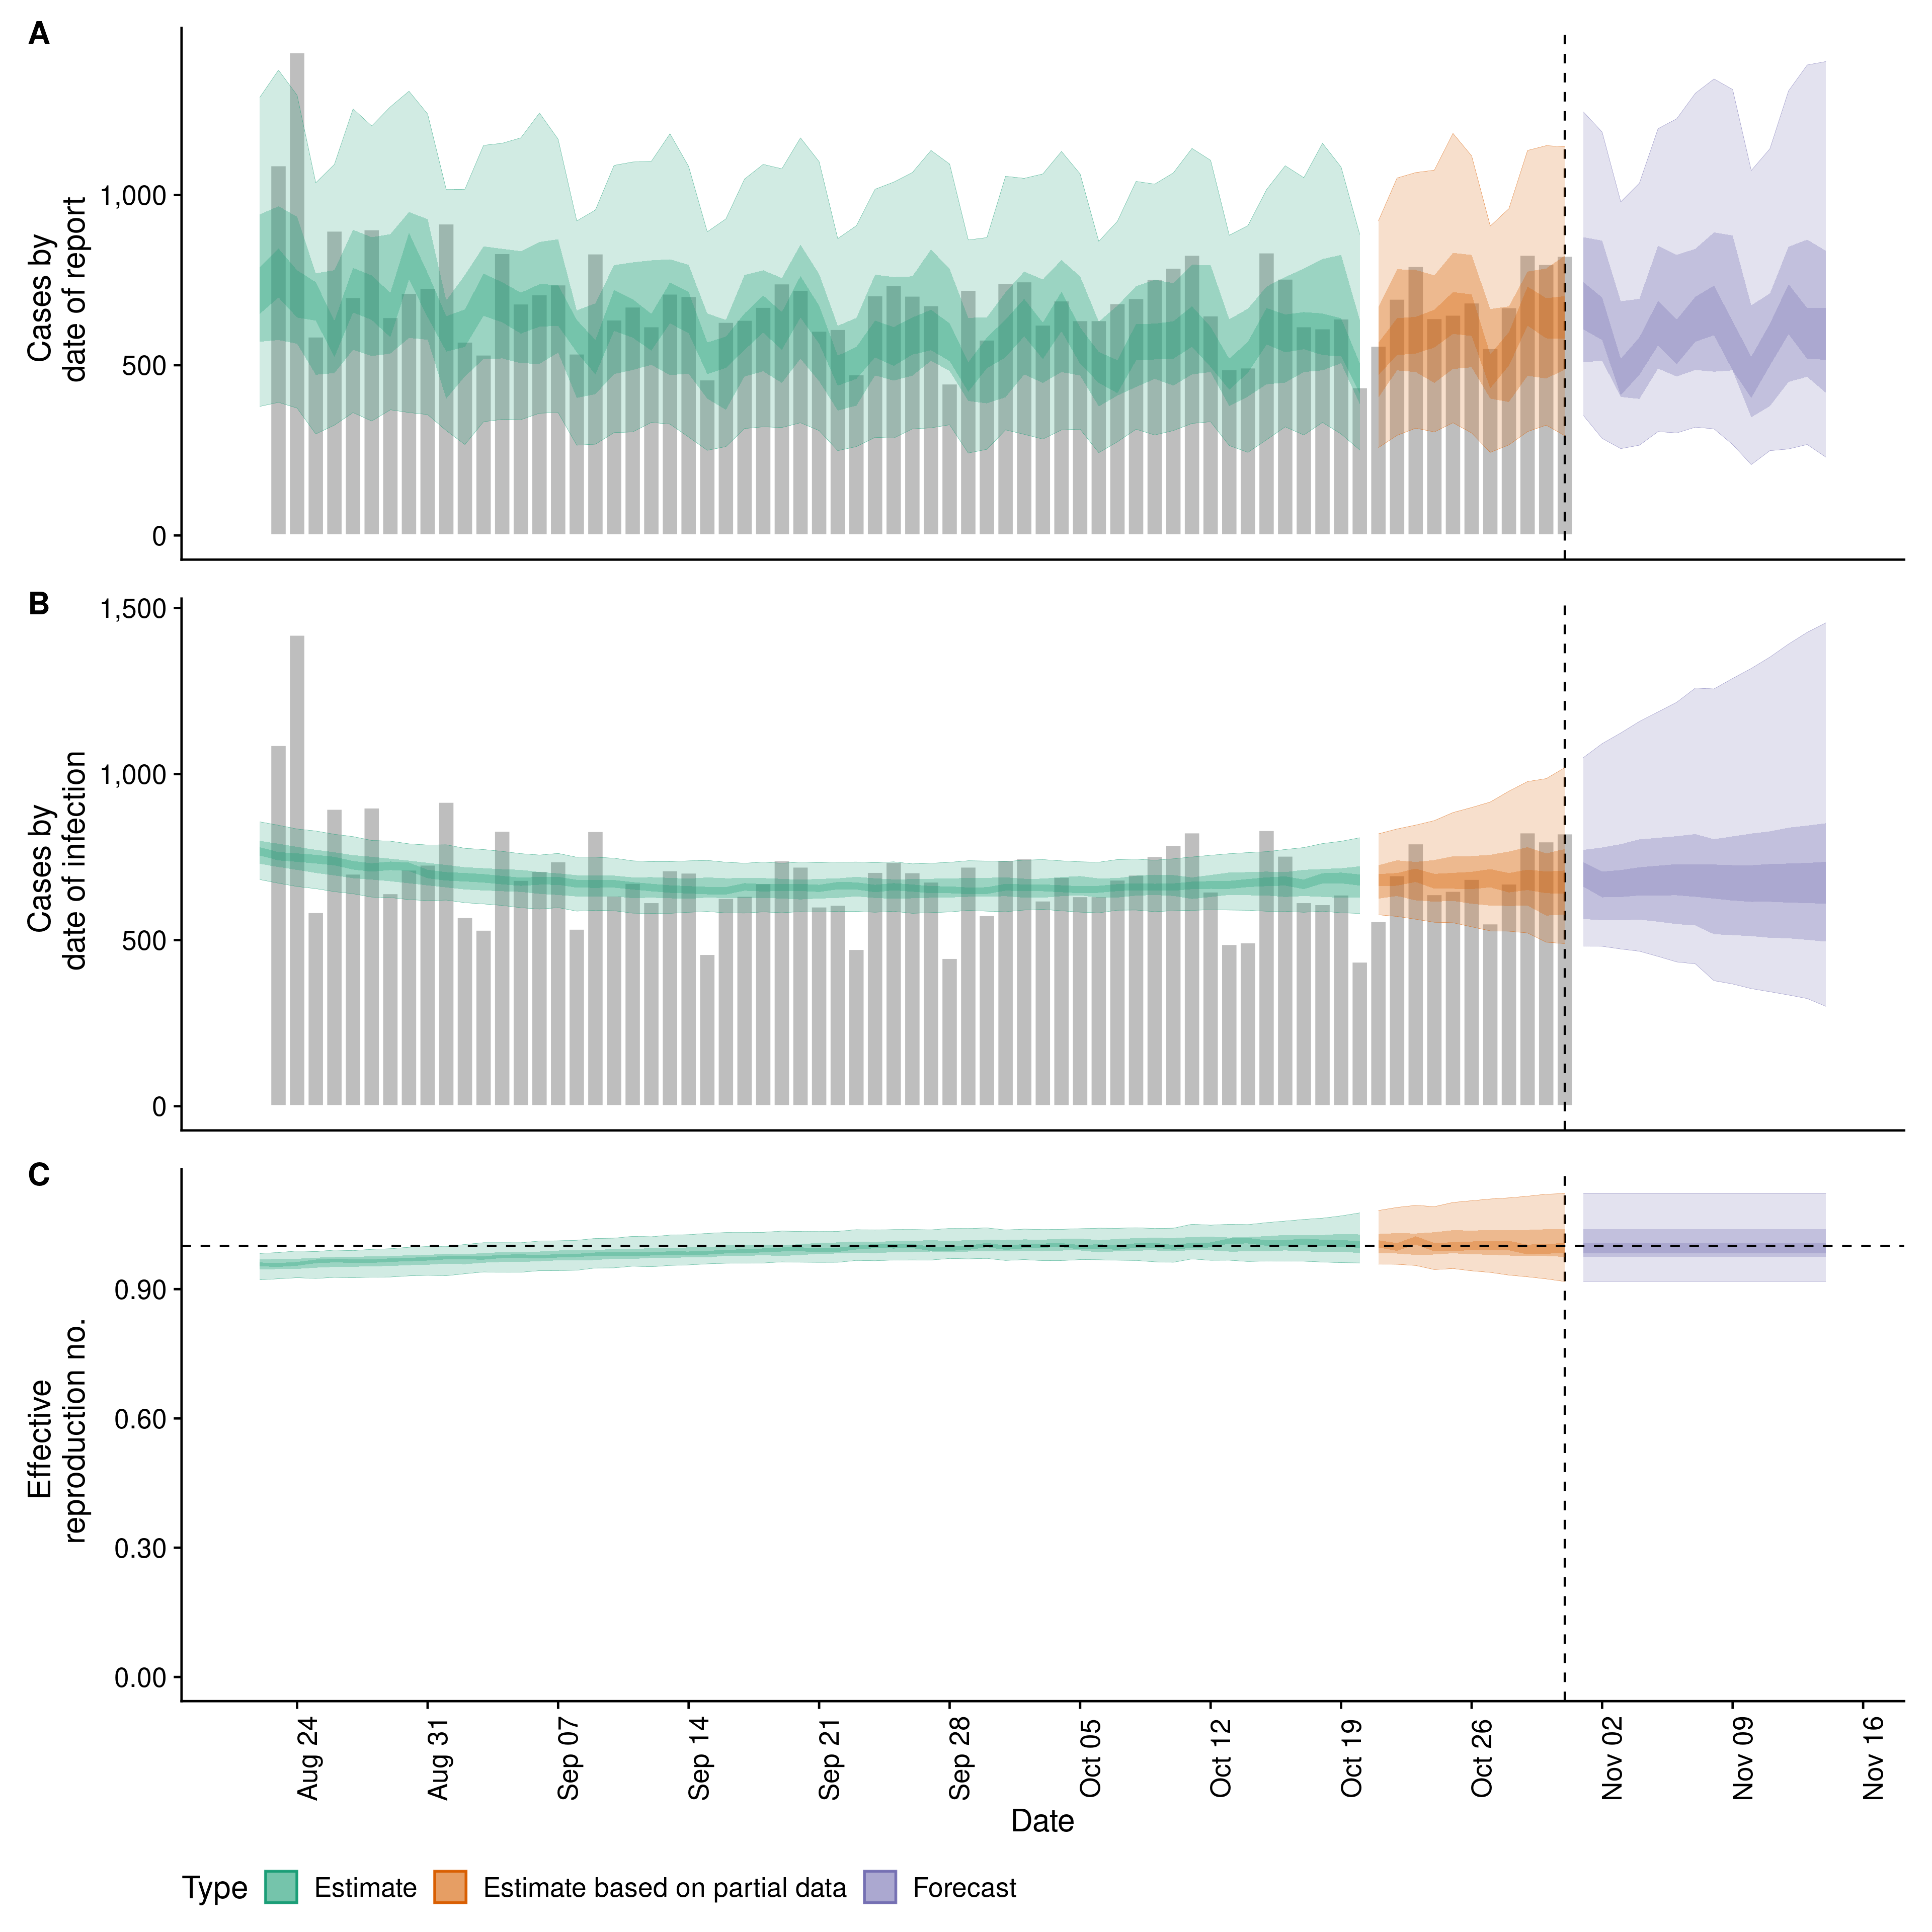 A
Cases by
date of report
1,000
500
0
B
Cases by
date of infection
1,500
1,000
500
0
C
Effective
reproduction no.
0.90
0.60
0.30
0.00
Aug 24
Aug 31
Sep 07
Sep 14
Sep 21
Sep 28
Oct 05
Oct 12
Oct 19
Oct 26
Nov 02
Nov 09
Nov 16
Date
Type Estimate Estimate based on partial data Forecast